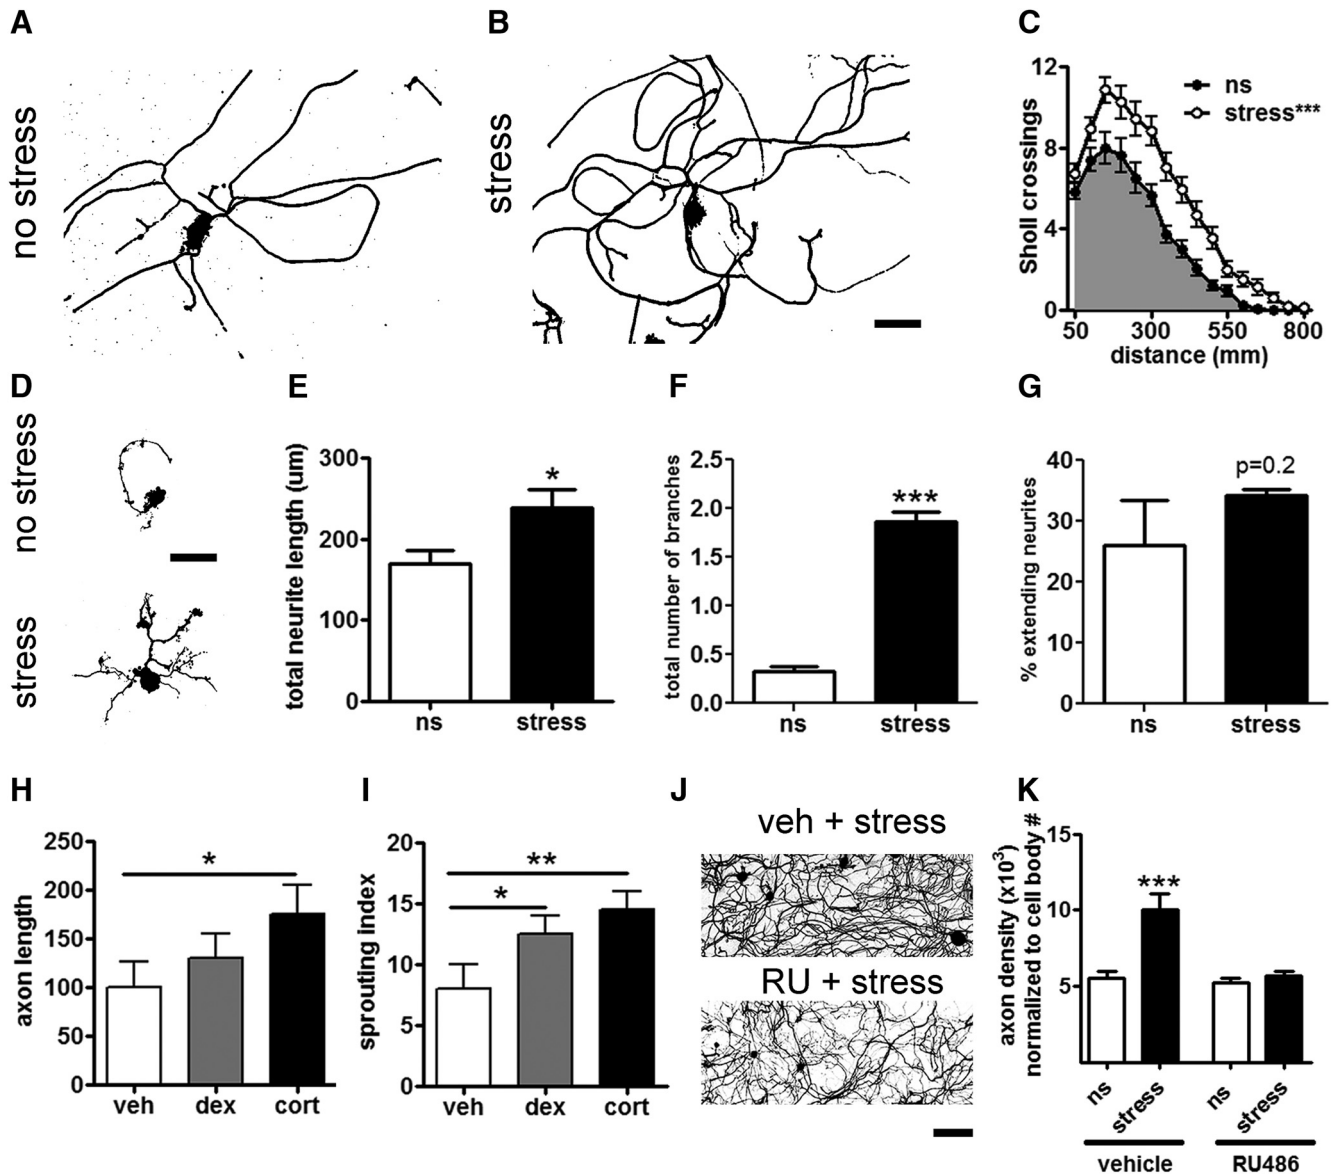 A
no stress
B
stress
C
12
8
4
0
Sholl crossings
ns
stress***
50 300 550 800
distance (mm)
D
no stress
stress
E
300
200
100
0
total neurite length (um)
*
ns stress
F
2.5
2.0
1.5
1.0
0.5
0.0
total number of branches
***
ns stress
G
40
30
20
10
0
% extending neurites
p=0.2
ns stress
H
250
200
150
100
50
0
axon length
*
veh dex cort
I
20
15
10
5
0
sprouting index
**
*
veh dex cort
J
veh + stress
RU + stress
K
15
10
5
axon density (x10³)
normalized to cell body #
***
ns stress ns stress
vehicle RU486